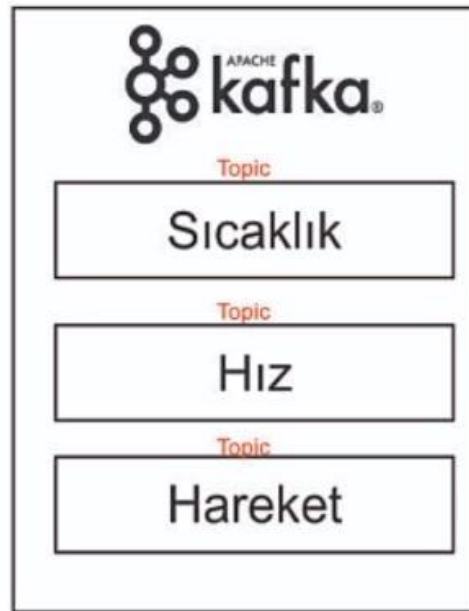 APACHE
kafka®
Topic
Sıcaklık
Topic
Hız
Topic
Hareket